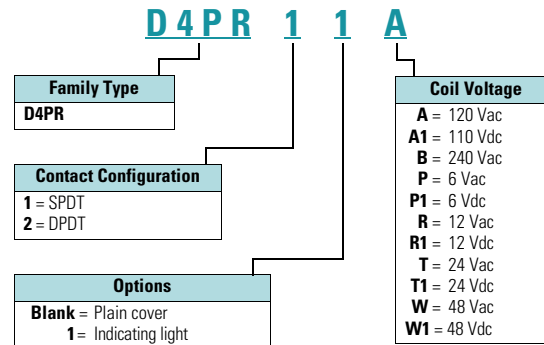 D4PR 1 1 A
Family Type
D4PR
Contact Configuration
1 = SPDT
2 = DPDT
Options
Blank = Plain cover
1 = Indicating light
Coil Voltage
A = 120 Vac
A1 = 110 Vdc
B = 240 Vac
P = 6 Vac
P1 = 6 Vdc
R = 12 Vac
R1 = 12 Vdc
T = 24 Vac
T1 = 24 Vdc
W = 48 Vac
W1 = 48 Vdc